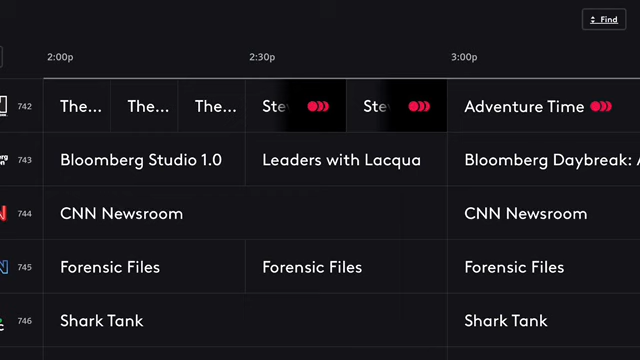 Find
2:00p 2:30p 3:00p
742 The... The... The... Ste Ste Adventure Time
743 Bloomberg Studio 1.0 Leaders with Lacqua Bloomberg Daybreak:
744 CNN Newsroom CNN Newsroom
745 Forensic Files Forensic Files Forensic Files
746 Shark Tank Shark Tank